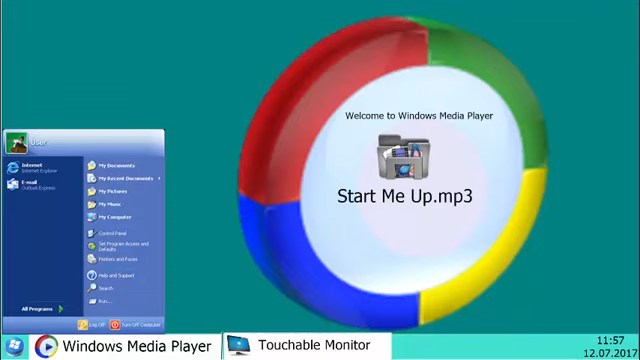 Welcome to Windows Media Player
Start Me Up.mp3
User
Internet
Internet Explorer
E-mail
Outlook Express
All Programs
My Documents
My Recent Documents
My Pictures
My Music
My Computer
Control Panel
Set Program Access and
Defaults
Printers and Faxes
Help and Support
Search
Run...
Log Off
Turn Off Computer
Windows Media Player
Touchable Monitor
11:57
12.07.2017